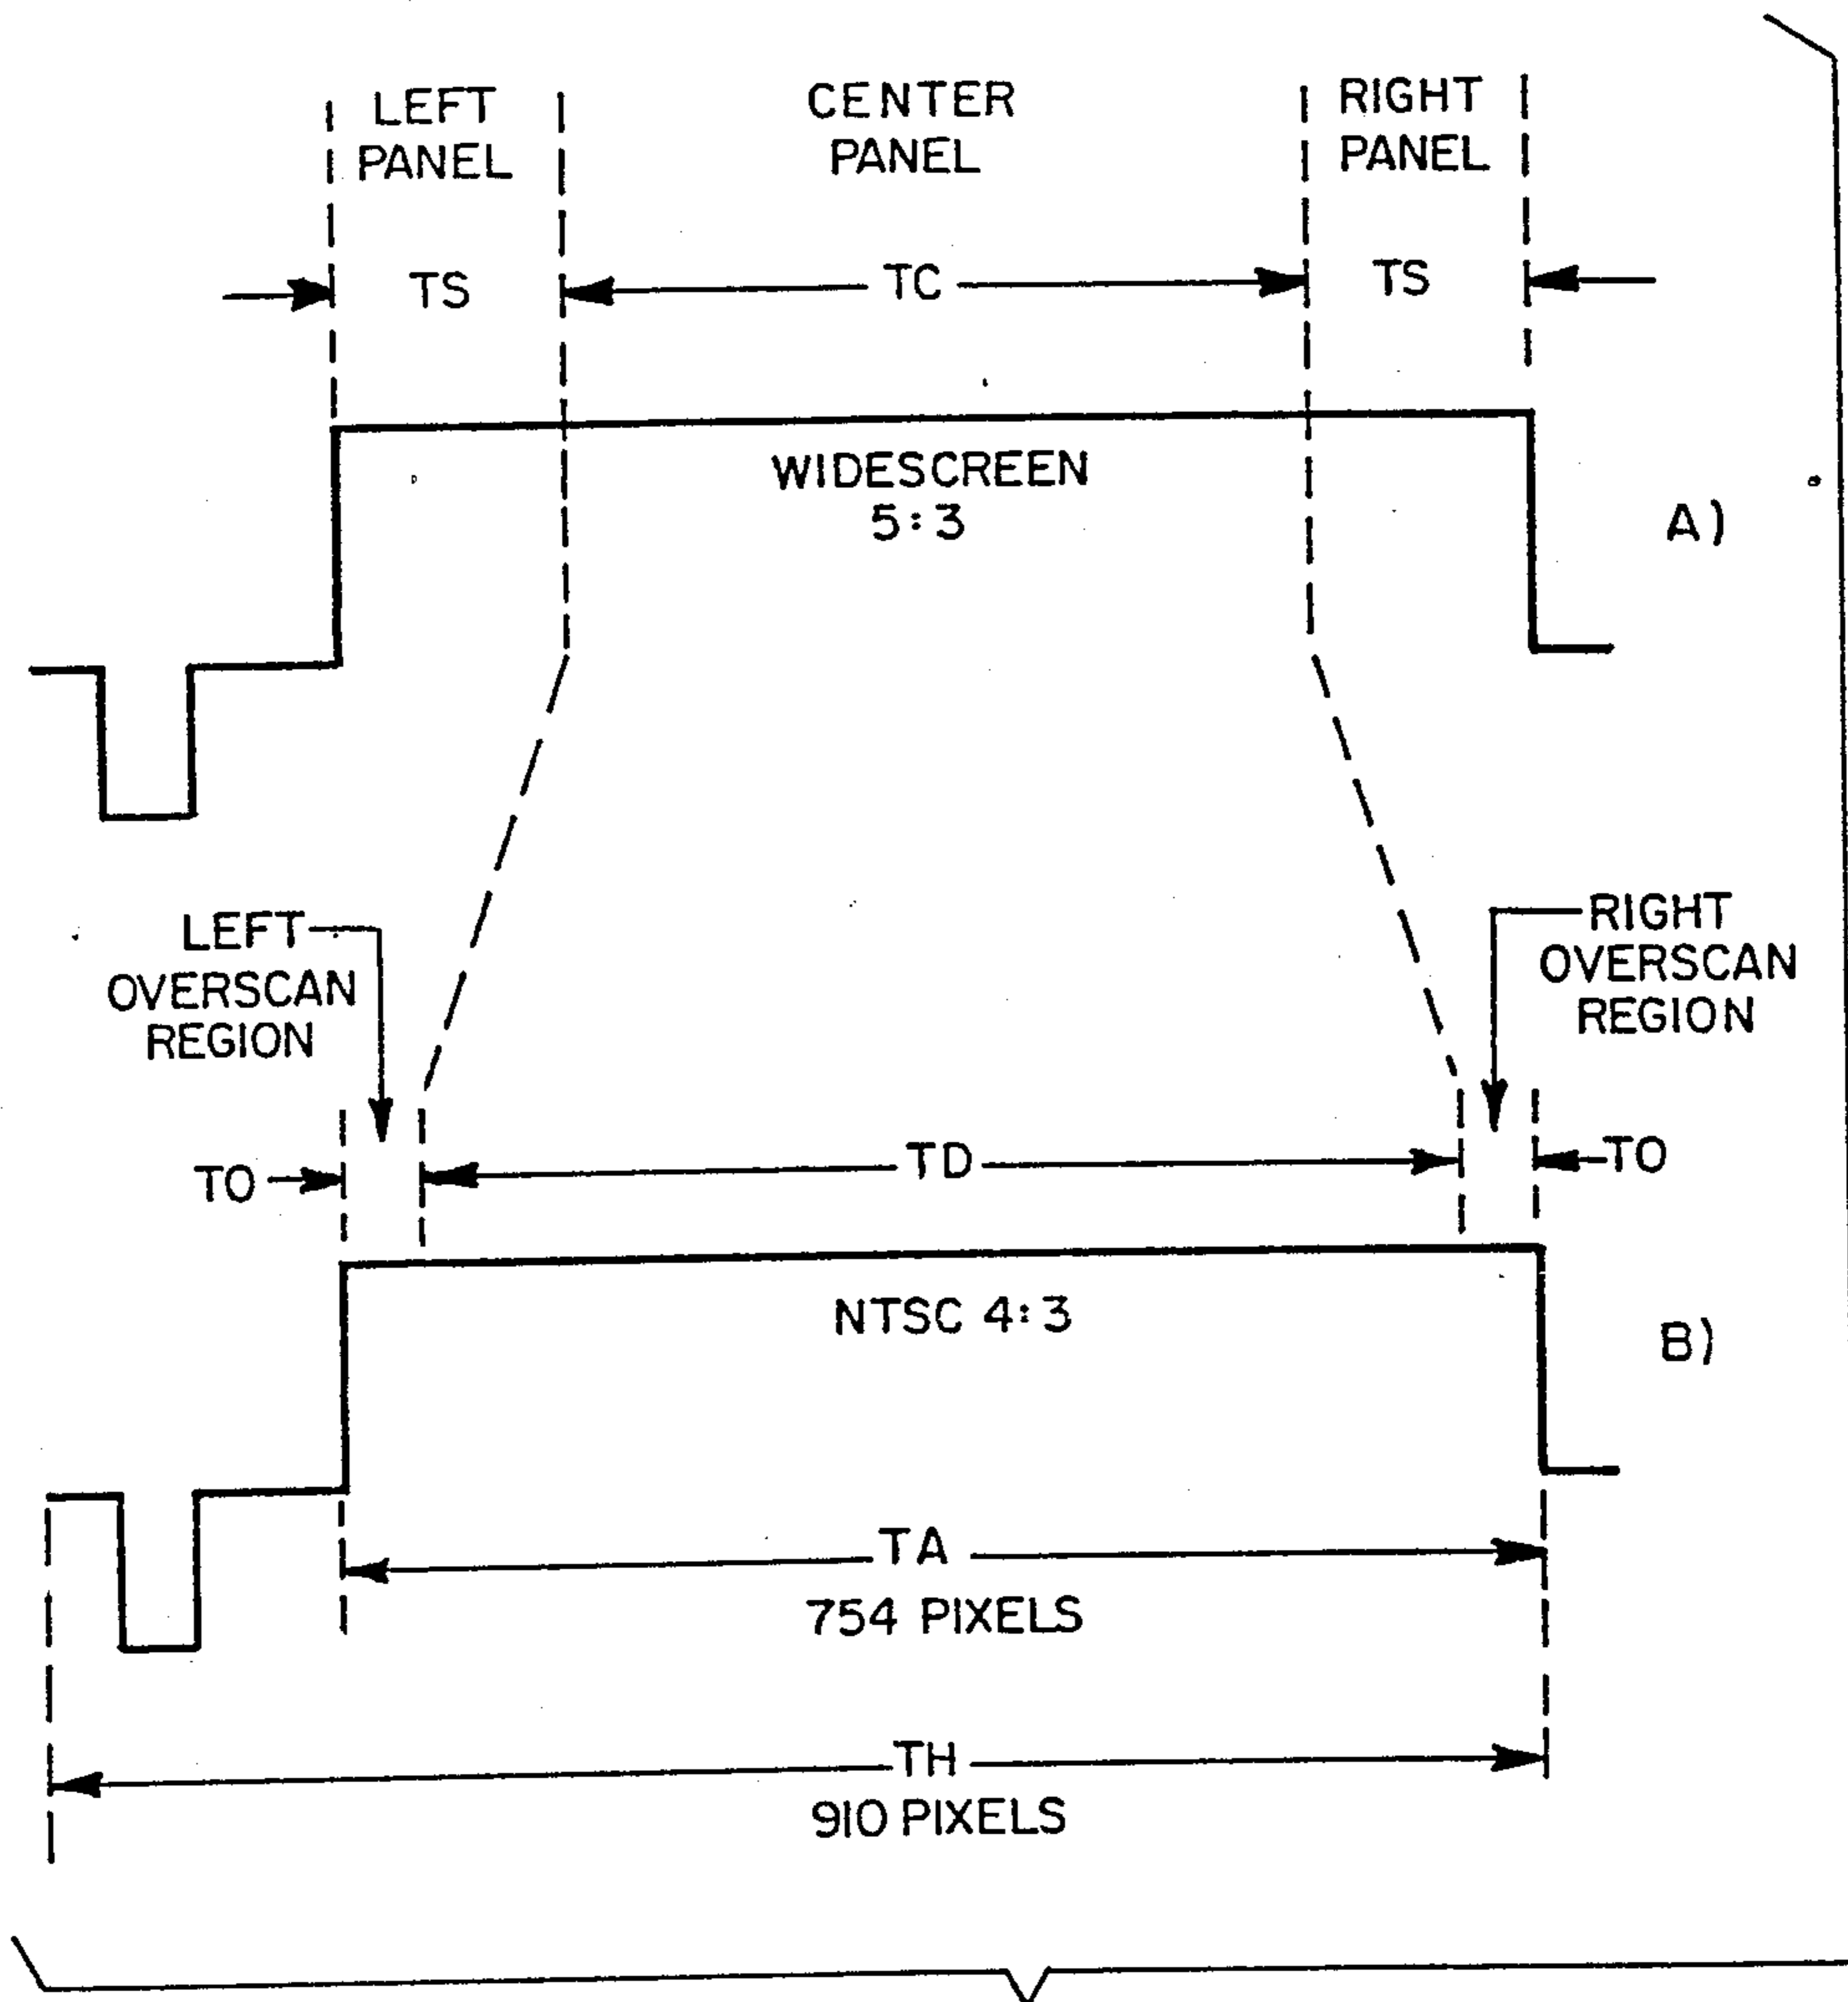 LEFT
PANEL
CENTER
PANEL
RIGHT
PANEL
TS
TC
TS
WIDESCREEN
5:3
A)
LEFT
OVERSCAN
REGION
RIGHT
OVERSCAN
REGION
TO
TD
TO
NTSC 4:3
B)
TA
754 PIXELS
TH
910 PIXELS